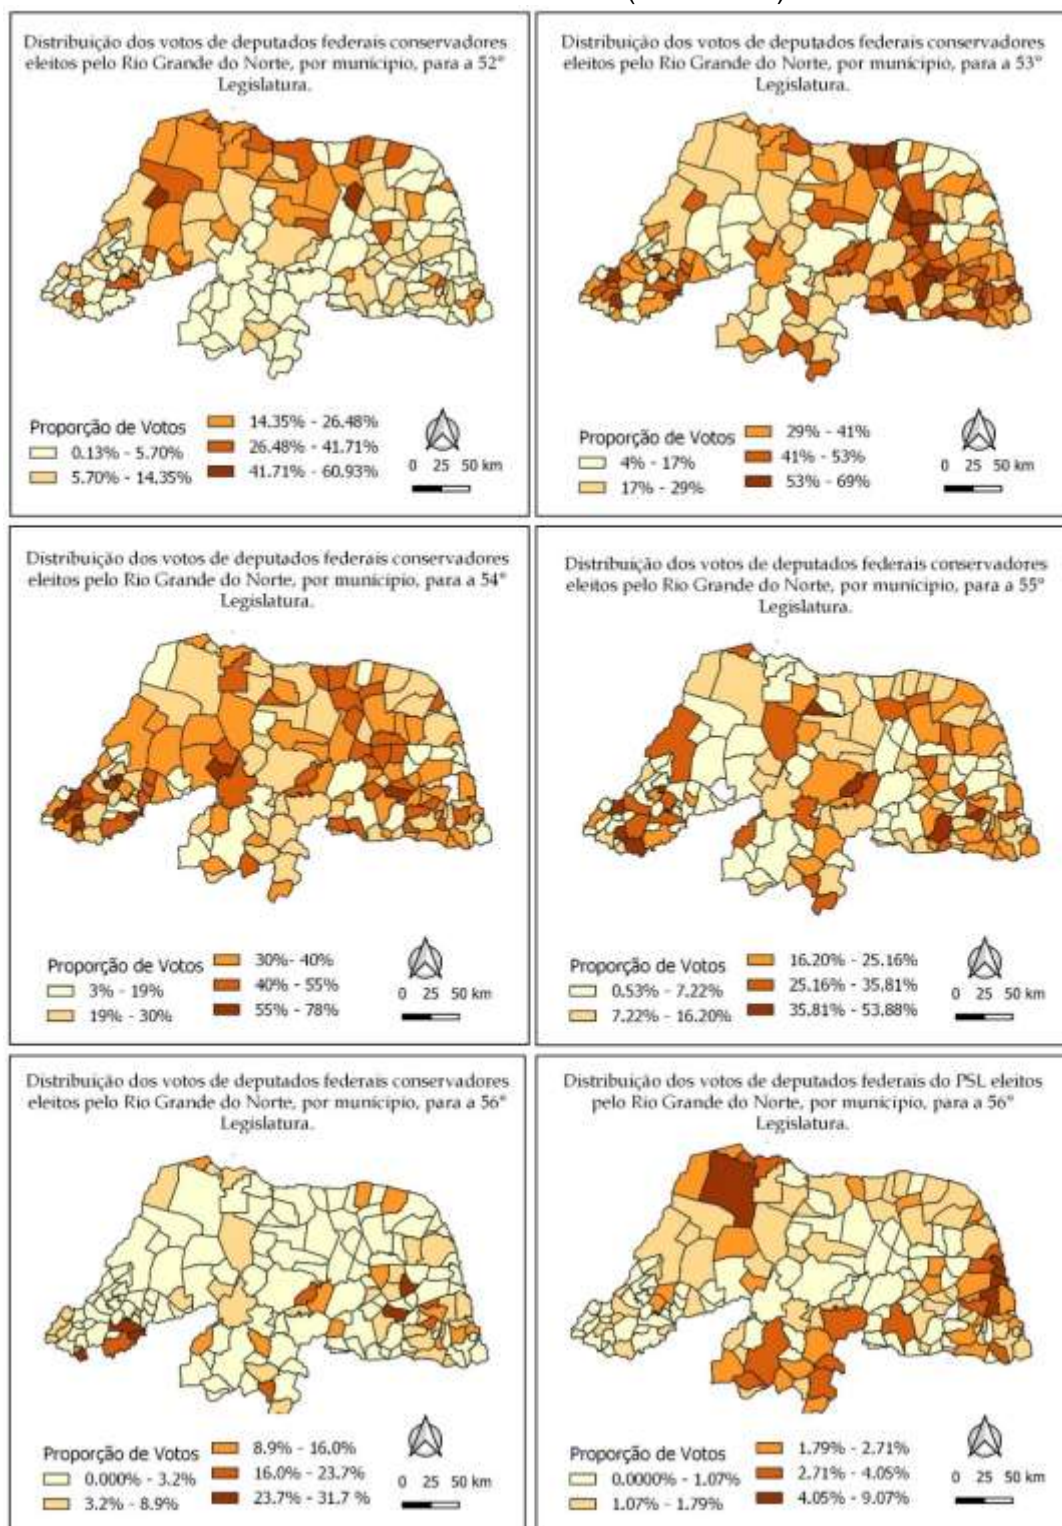 Distribuição dos votos de deputados federais conservadores
eleitos pelo Rio Grande do Norte, por município, para a 52°
Legislatura.
Proporção de Votos
0.13% - 5.70%
5.70% - 14.35%
14.35% - 26.48%
26.48% - 41.71%
41.71% - 60.93%
0 25 50 km
Distribuição dos votos de deputados federais conservadores
eleitos pelo Rio Grande do Norte, por município, para a 53°
Legislatura.
Proporção de Votos
4% - 17%
17% - 29%
29% - 41%
41% - 53%
53% - 69%
0 25 50 km
Distribuição dos votos de deputados federais conservadores
eleitos pelo Rio Grande do Norte, por município, para a 54°
Legislatura.
Proporção de Votos
3% - 19%
19% - 30%
30%- 40%
40% - 55%
55% - 78%
0 25 50 km
Distribuição dos votos de deputados federais conservadores
eleitos pelo Rio Grande do Norte, por município, para a 55°
Legislatura.
Proporção de Votos
0.53% - 7.22%
7.22% - 16.20%
16.20% - 25.16%
25.16% - 35.81%
35.81% - 53.88%
0 25 50 km
Distribuição dos votos de deputados federais conservadores
eleitos pelo Rio Grande do Norte, por município, para a 56°
Legislatura.
Proporção de Votos
0.000% - 3.2%
3.2% - 8.9%
8.9% - 16.0%
16.0% - 23.7%
23.7% - 31.7 %
0 25 50 km
Distribuição dos votos de deputados federais do PSL eleitos
pelo Rio Grande do Norte, por município, para a 56°
Legislatura.
Proporção de Votos
0.0000% - 1.07%
1.07% - 1.79%
1.79% - 2.71%
2.71% - 4.05%
4.05% - 9.07%
0 25 50 km